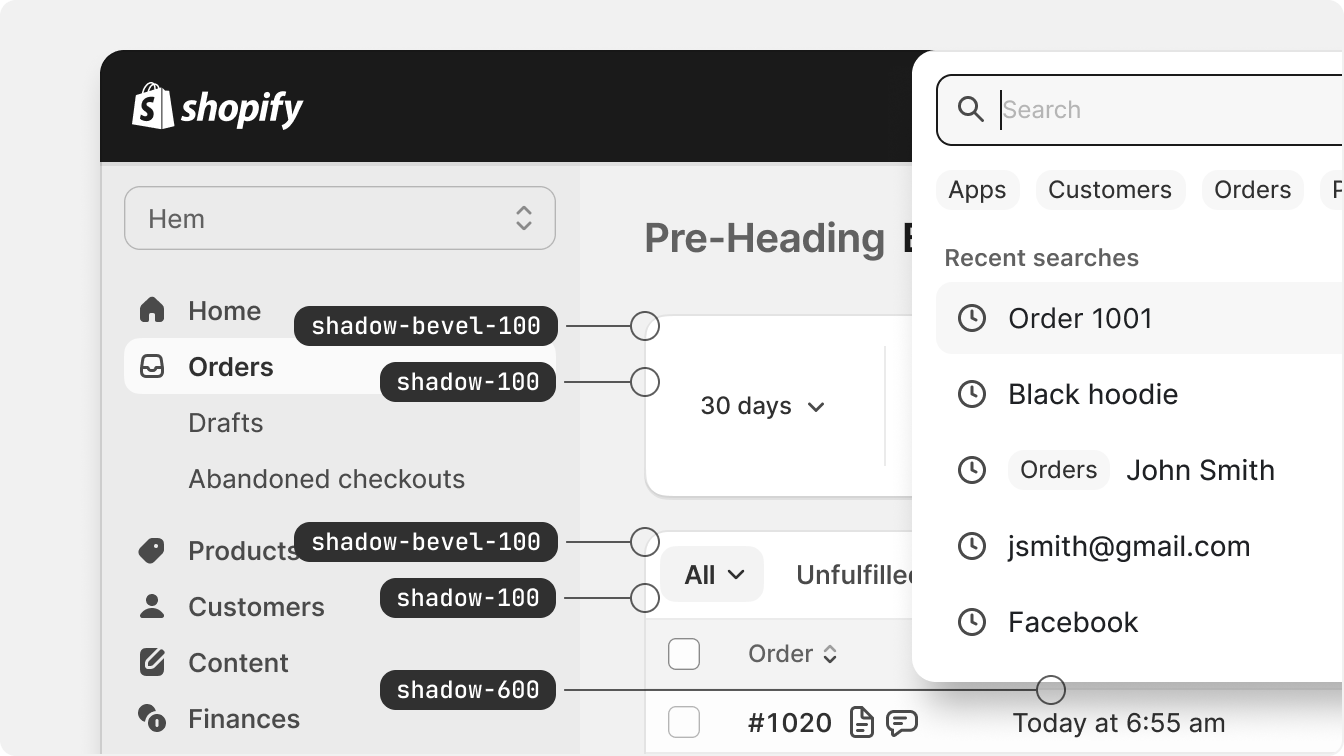 shopify
Search
Apps
Customers
Orders
Hem
Pre-Heading
Recent searches
Home
shadow-bevel-100
Order 1001
Orders
shadow-100
30 days
Black hoodie
Drafts
Abandoned checkouts
Orders John Smith
Products
shadow-bevel-100
jsmith@gmail.com
All
Unfulfilled
Customers
shadow-100
Facebook
Content
Order
shadow-600
Finances
#1020
Today at 6:55 am